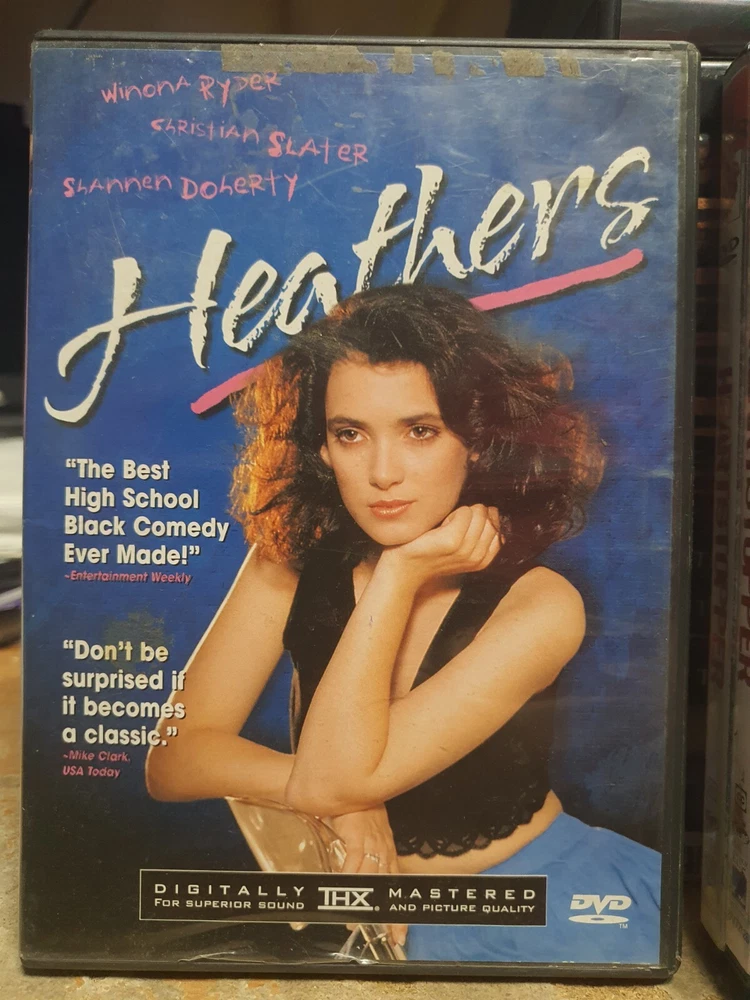 Winona Ryder
Christian Slater
Shannen Doherty
Heathers
“The Best
High School
Black Comedy
Ever Made!”
~Entertainment Weekly
“Don't be
surprised if
it becomes
a classic.”
~Mike Clark,
USA Today
DIGITALLY THX® MASTERED
FOR SUPERIOR SOUND AND PICTURE QUALITY
DVD
TM